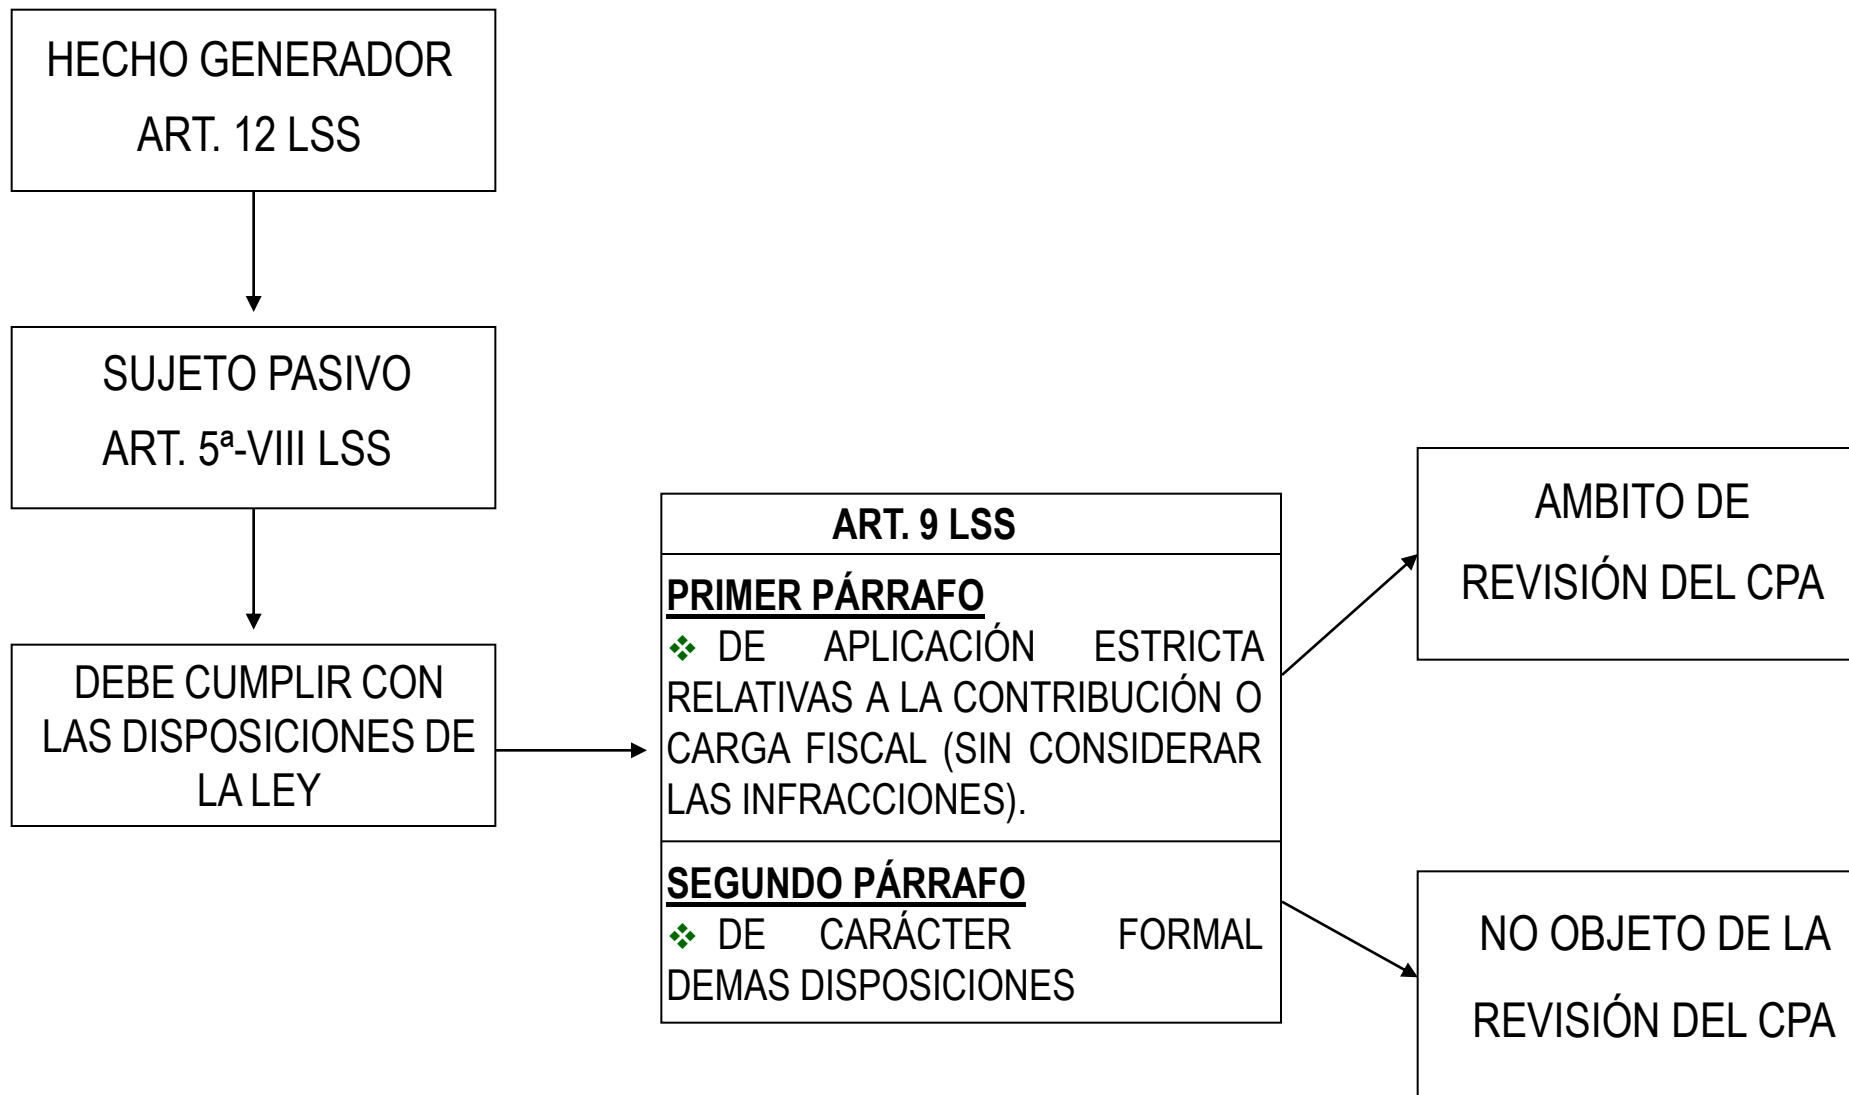 HECHO GENERADOR
ART. 12 LSS
SUJETO PASIVO
ART. 5ª-VIII LSS
DEBE CUMPLIR CON
LAS DISPOSICIONES DE
LA LEY
ART. 9 LSS
PRIMER PÁRRAFO
❖ DE APLICACIÓN ESTRICTA
RELATIVAS A LA CONTRIBUCIÓN O
CARGA FISCAL (SIN CONSIDERAR
LAS INFRACCIONES).
SEGUNDO PÁRRAFO
❖ DE CARÁCTER FORMAL
DEMAS DISPOSICIONES
AMBITO DE
REVISIÓN DEL CPA
NO OBJETO DE LA
REVISIÓN DEL CPA